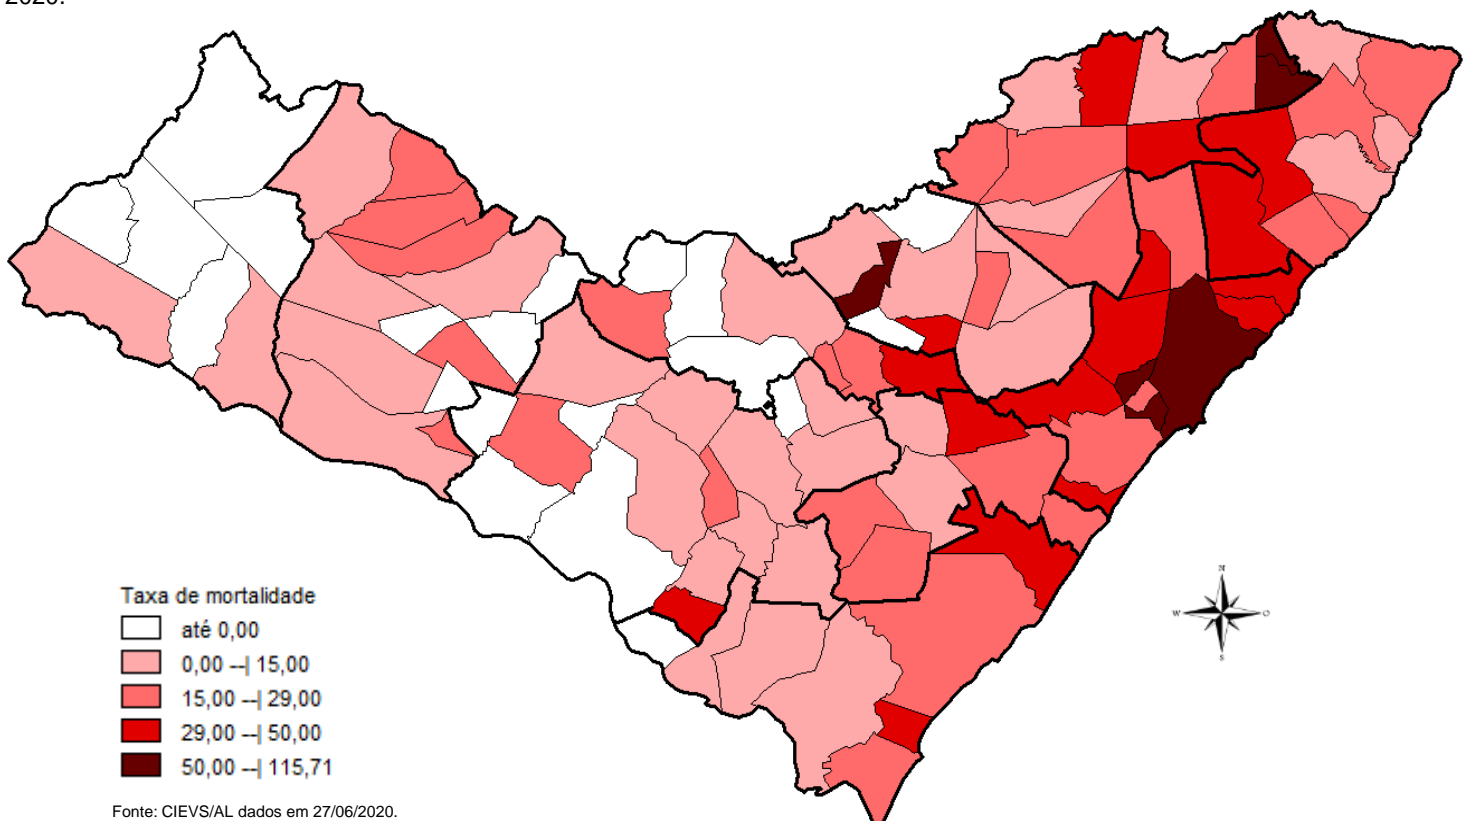 2020.
N
W O
S
Taxa de mortalidade
até 0,00
0,00 --| 15,00
15,00 --| 29,00
29,00 --| 50,00
50,00 --| 115,71
Fonte: CIEVS/AL dados em 27/06/2020.